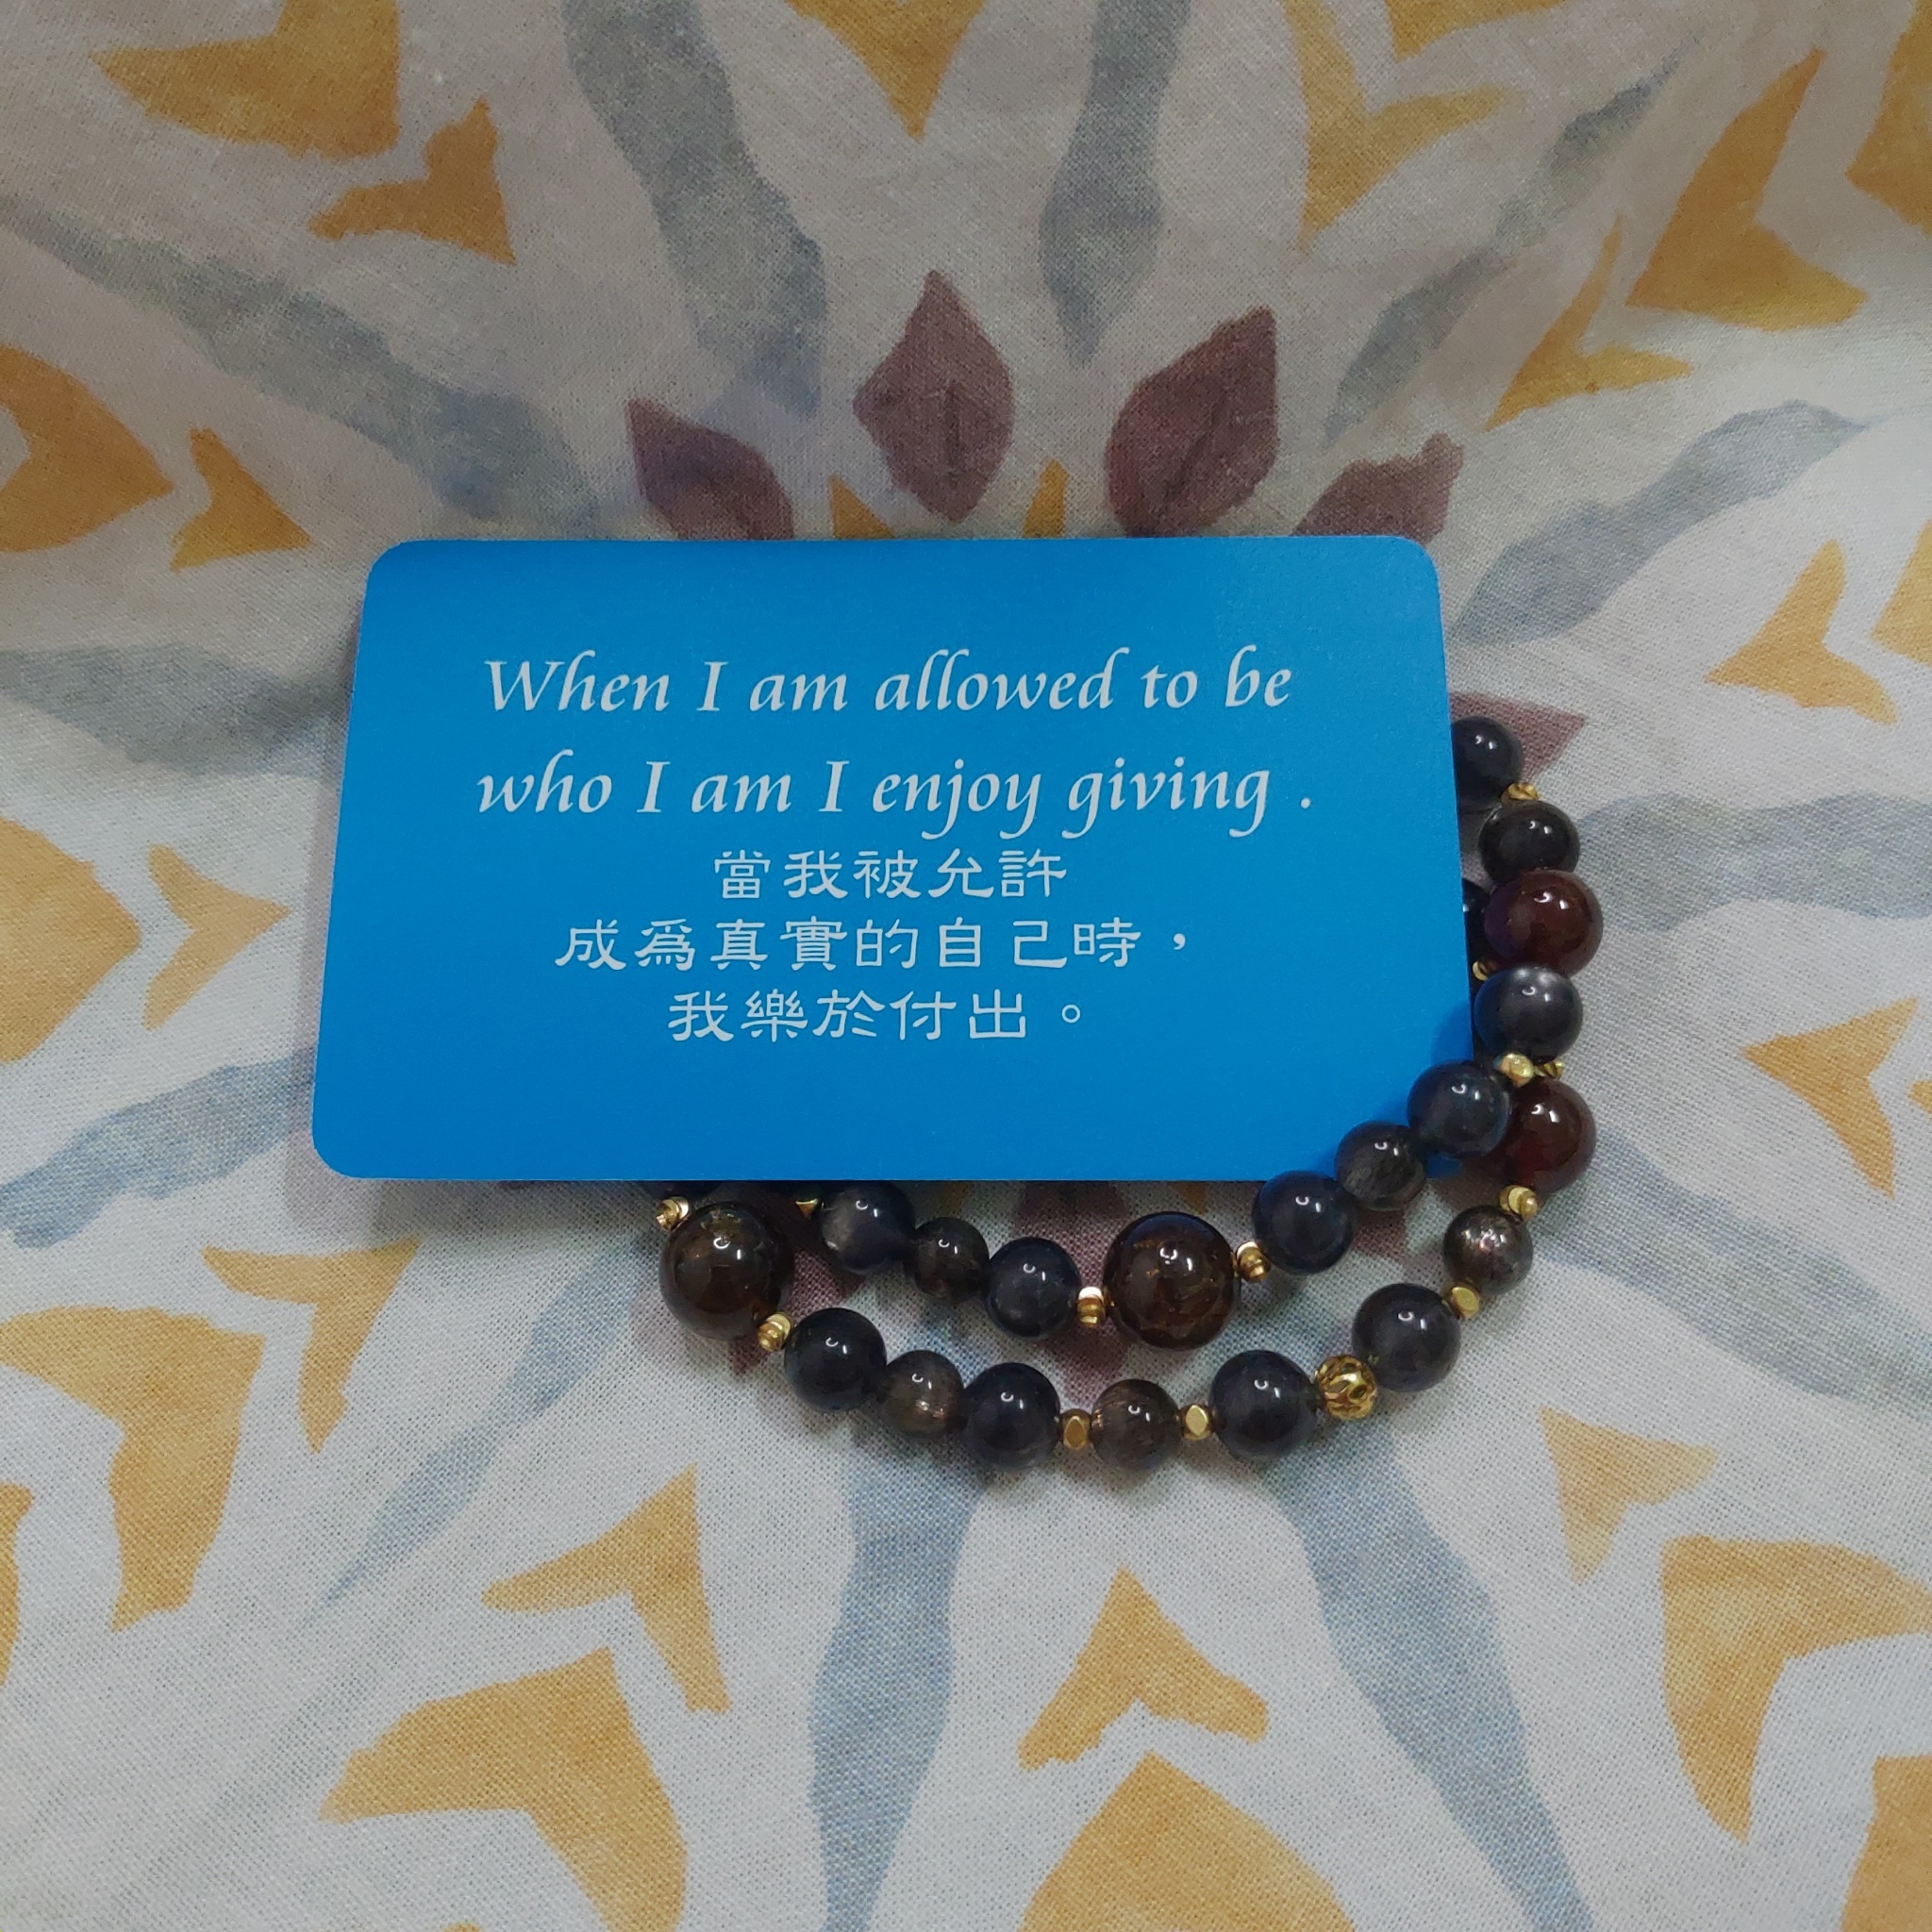 When I am allowed to be
who I am I enjoy giving .
當我被允許
成爲真實的自己時，
我樂於付出。